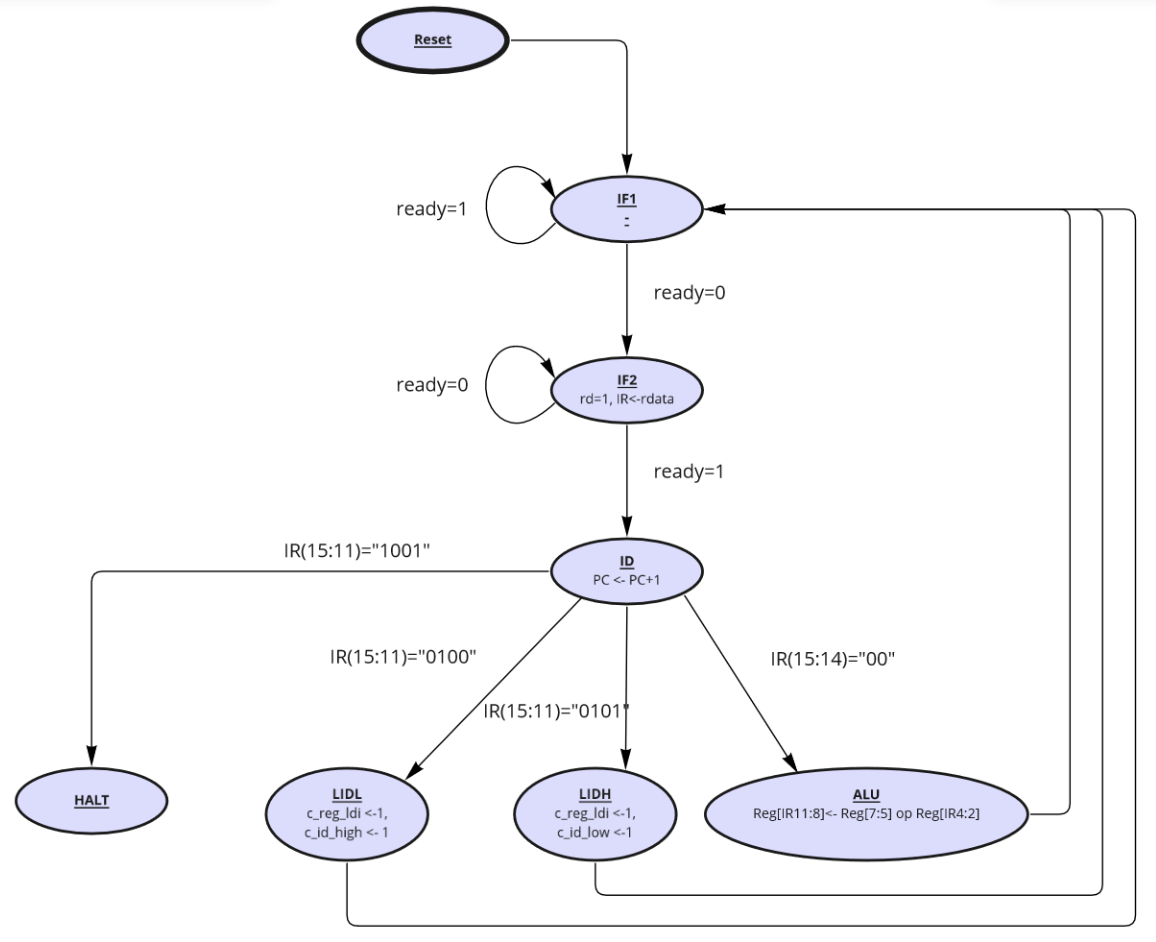 Reset
IF1
-
-
ready=1
ready=0
IF2
rd=1, IR<-rdata
ready=0
ready=1
ID
PC <- PC+1
IR(15:11)="1001"
IR(15:11)="0100"
IR(15:14)="00"
IR(15:11)="0101"
HALT
LIDL
c_reg_ldi <-1,
c_id_high <- 1
LIDH
c_reg_ldi <-1,
c_id_low <-1
ALU
Reg[IR11:8]<- Reg[7:5] op Reg[IR4:2]